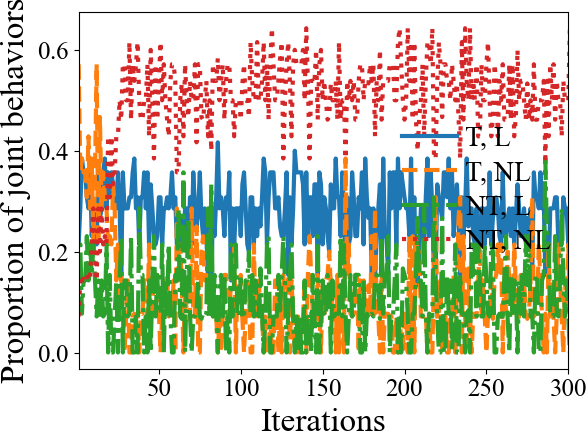 Proportion of joint behaviors
0.6
0.4
0.2
0.0
T, L
T, NL
NT, L
NT, NL
50
100
150
200
250
300
Iterations